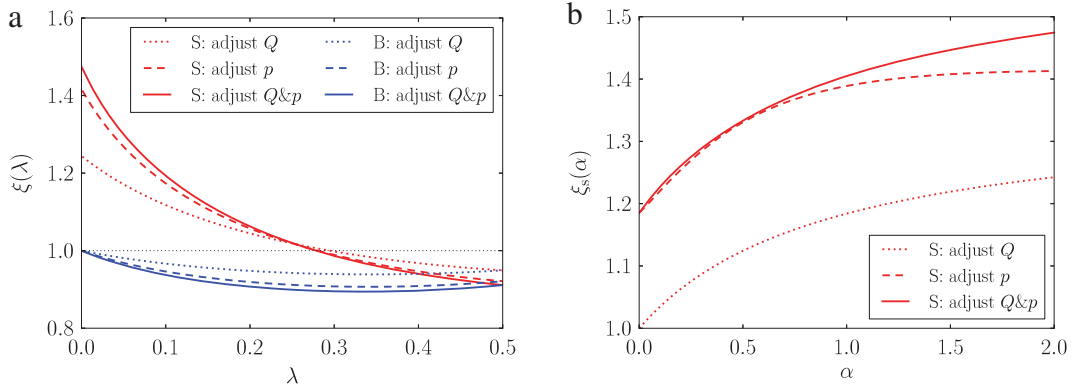 a
1.6
1.4
1.2
1.0
0.8
ξ(λ)
S: adjust Q
S: adjust p
S: adjust Q&p
B: adjust Q
B: adjust p
B: adjust Q&p
0.0 0.1 0.2 0.3 0.4 0.5
λ
b
1.5
1.4
1.3
1.2
1.1
1.0
ξs(α)
S: adjust Q
S: adjust p
S: adjust Q&p
0.0 0.5 1.0 1.5 2.0
α